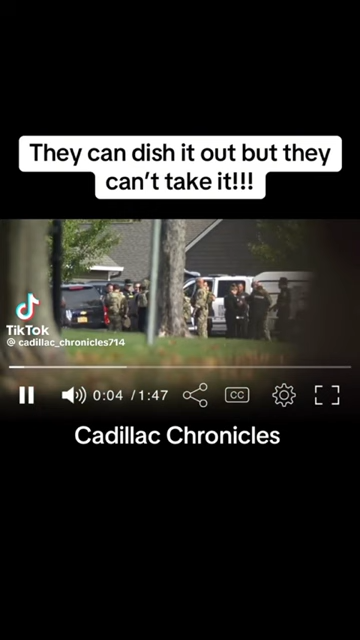 They can dish it out but they
can't take it!!!
TikTok
@ cadillac_chronicles714
0:04 / 1:47
CC
Cadillac Chronicles